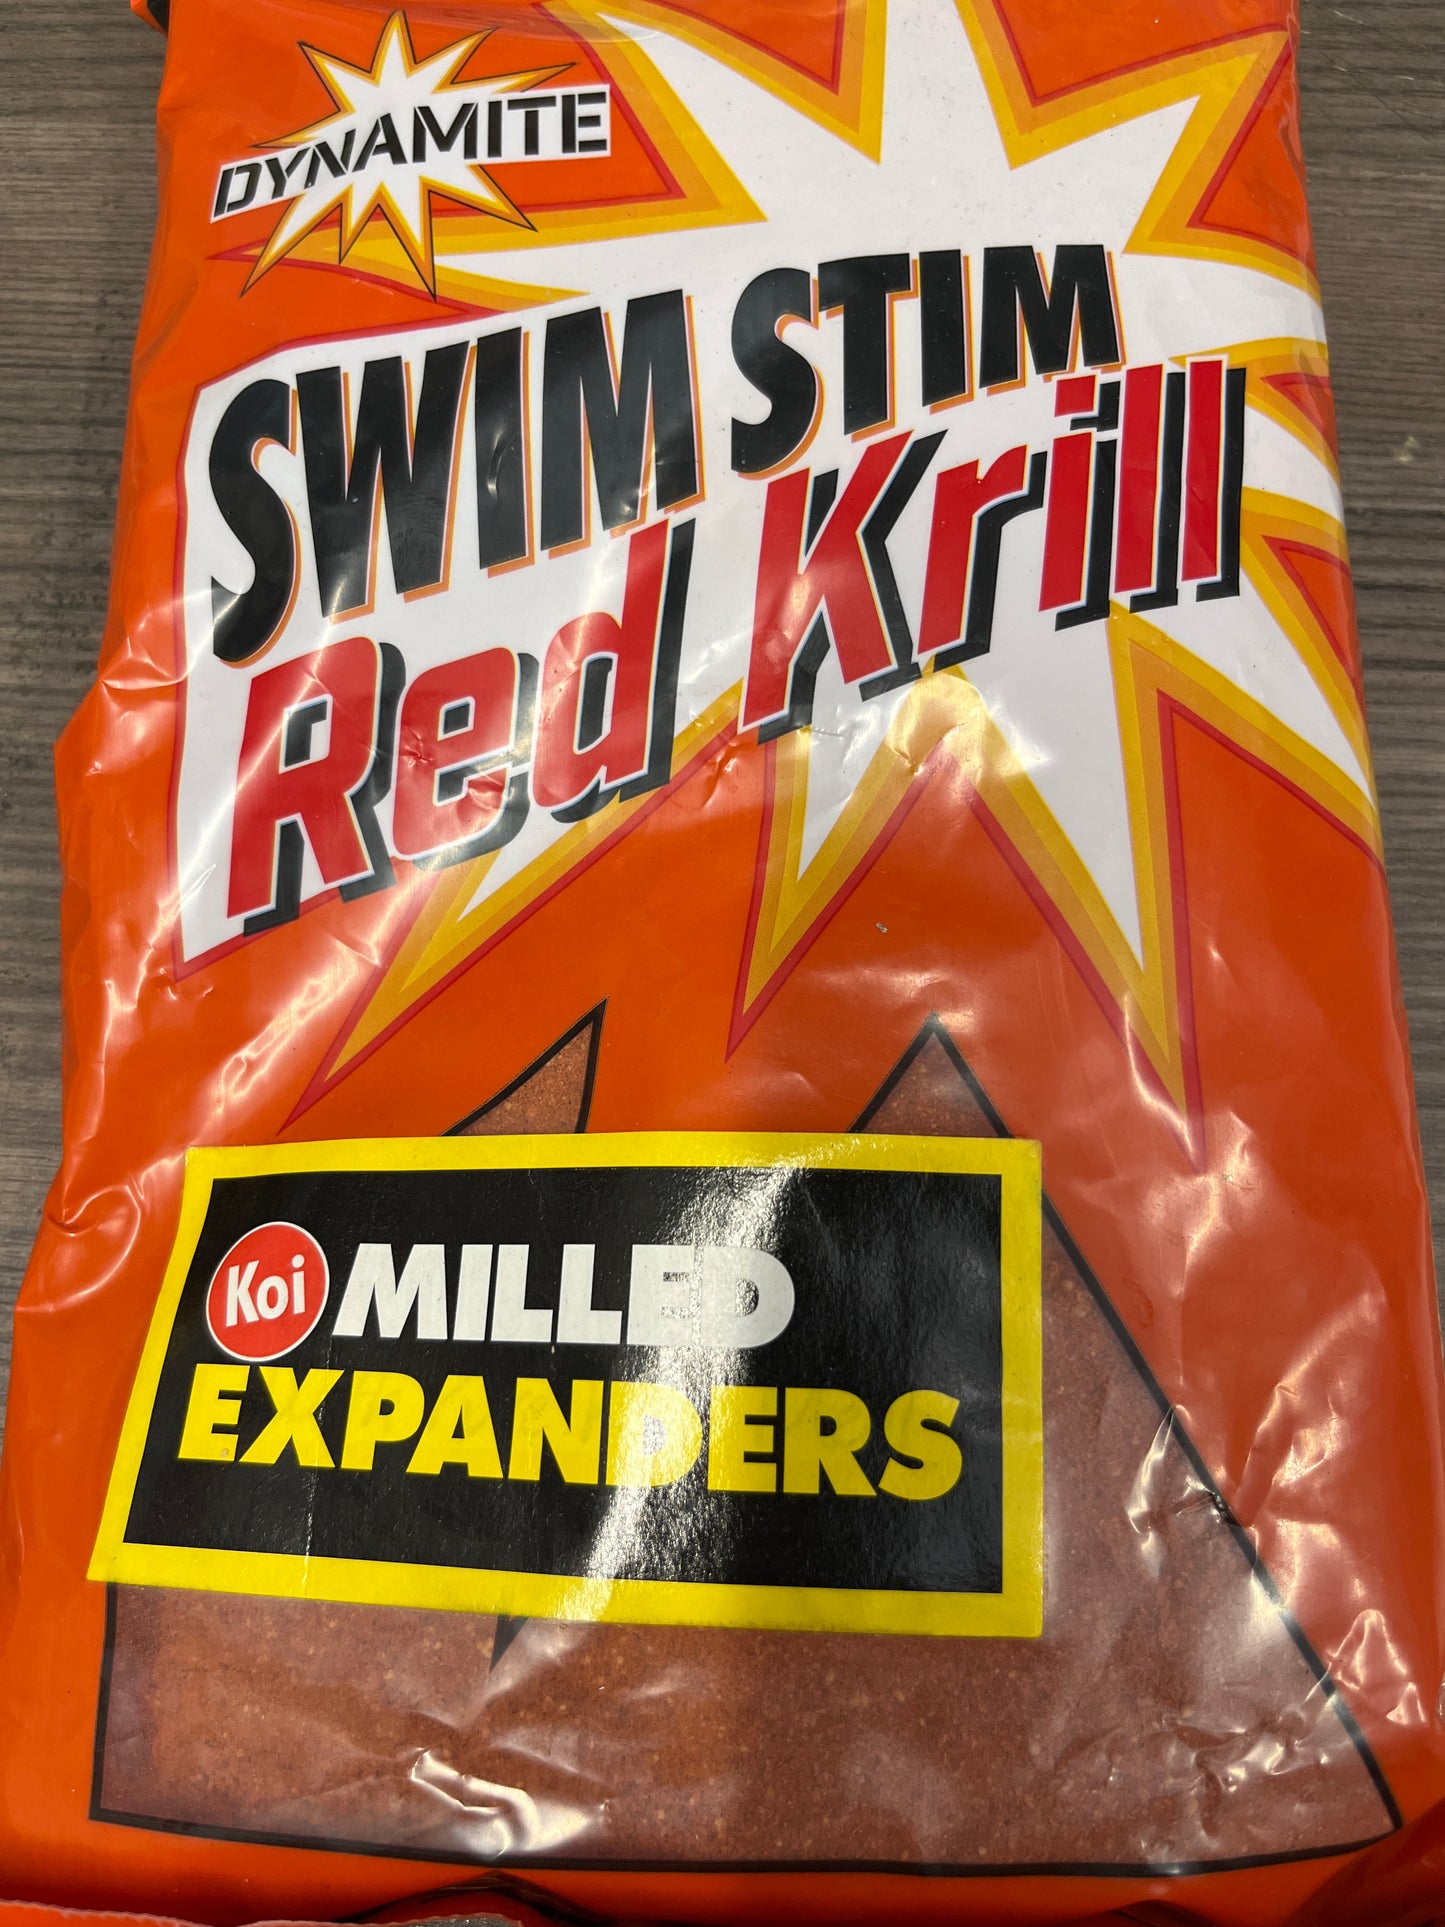 DYNAMITE
SWIM STIM
Red Krill
Koi MILLED
EXPANDERS